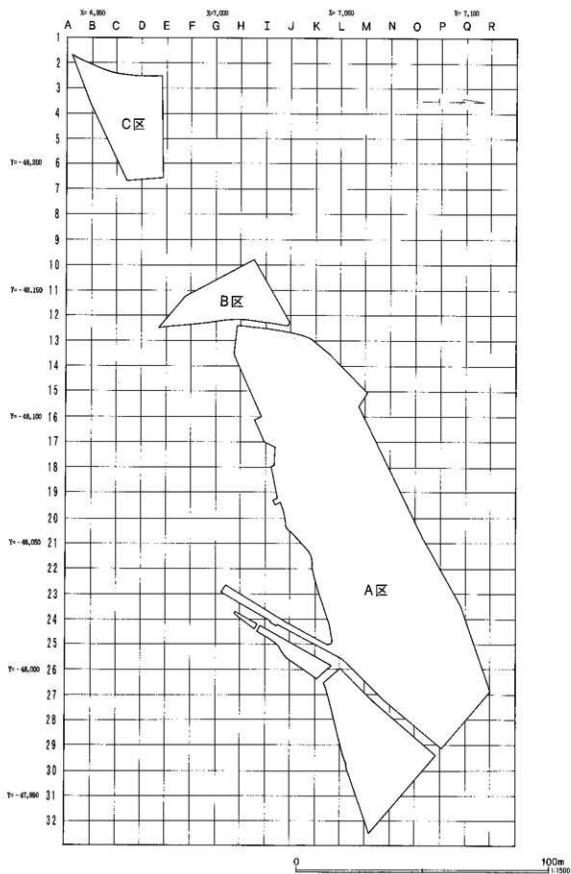 X= 6,950 X=7,000 X= 7,050 X= 7,100
A B C D E F G H I J K L M N O P Q R
1
2
3
4
C区
5
Y= -48,200 6
7
8
9
10
Y= -48,150 11
B区
12
13
14
15
Y= -48,100 16
17
18
19
20
Y= -48,050 21
22
23
A区
24
25
Y= -48,000 26
27
28
29
30
Y= -47,950 31
32
0 100m
1:1500